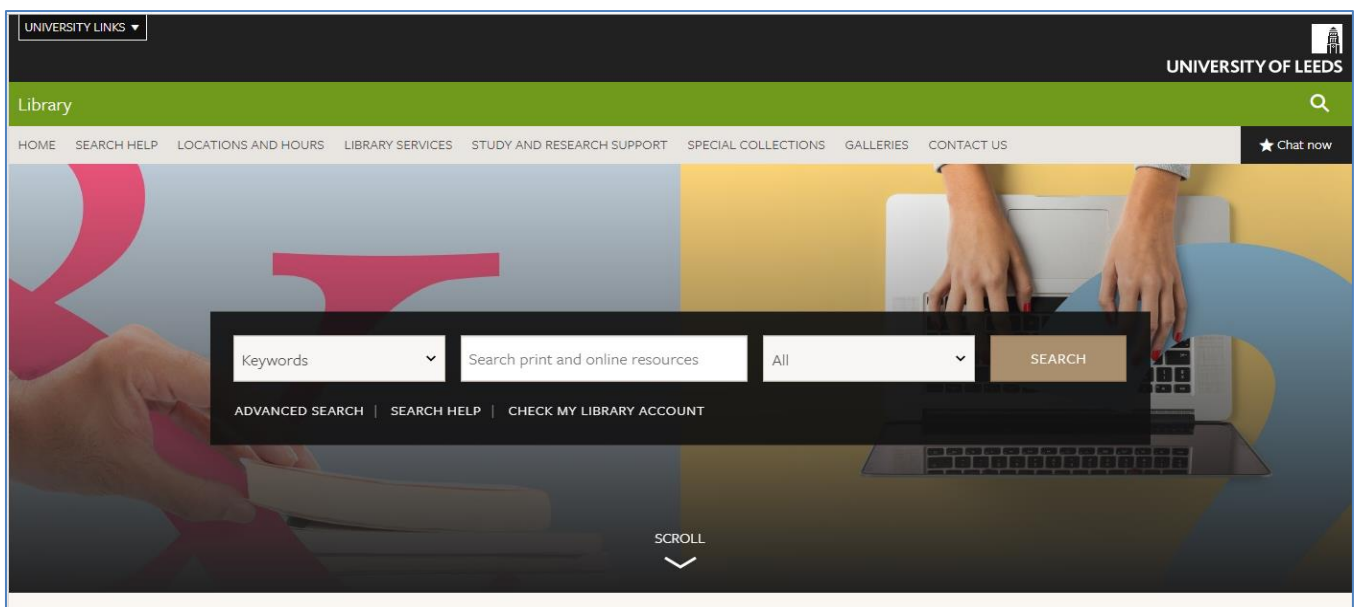 UNIVERSITY LINKS
UNIVERSITY OF LEEDS
Library
HOME SEARCH HELP LOCATIONS AND HOURS LIBRARY SERVICES STUDY AND RESEARCH SUPPORT SPECIAL COLLECTIONS GALLERIES CONTACT US Chat now
Keywords Search print and online resources All SEARCH
ADVANCED SEARCH | SEARCH HELP | CHECK MY LIBRARY ACCOUNT
SCROLL